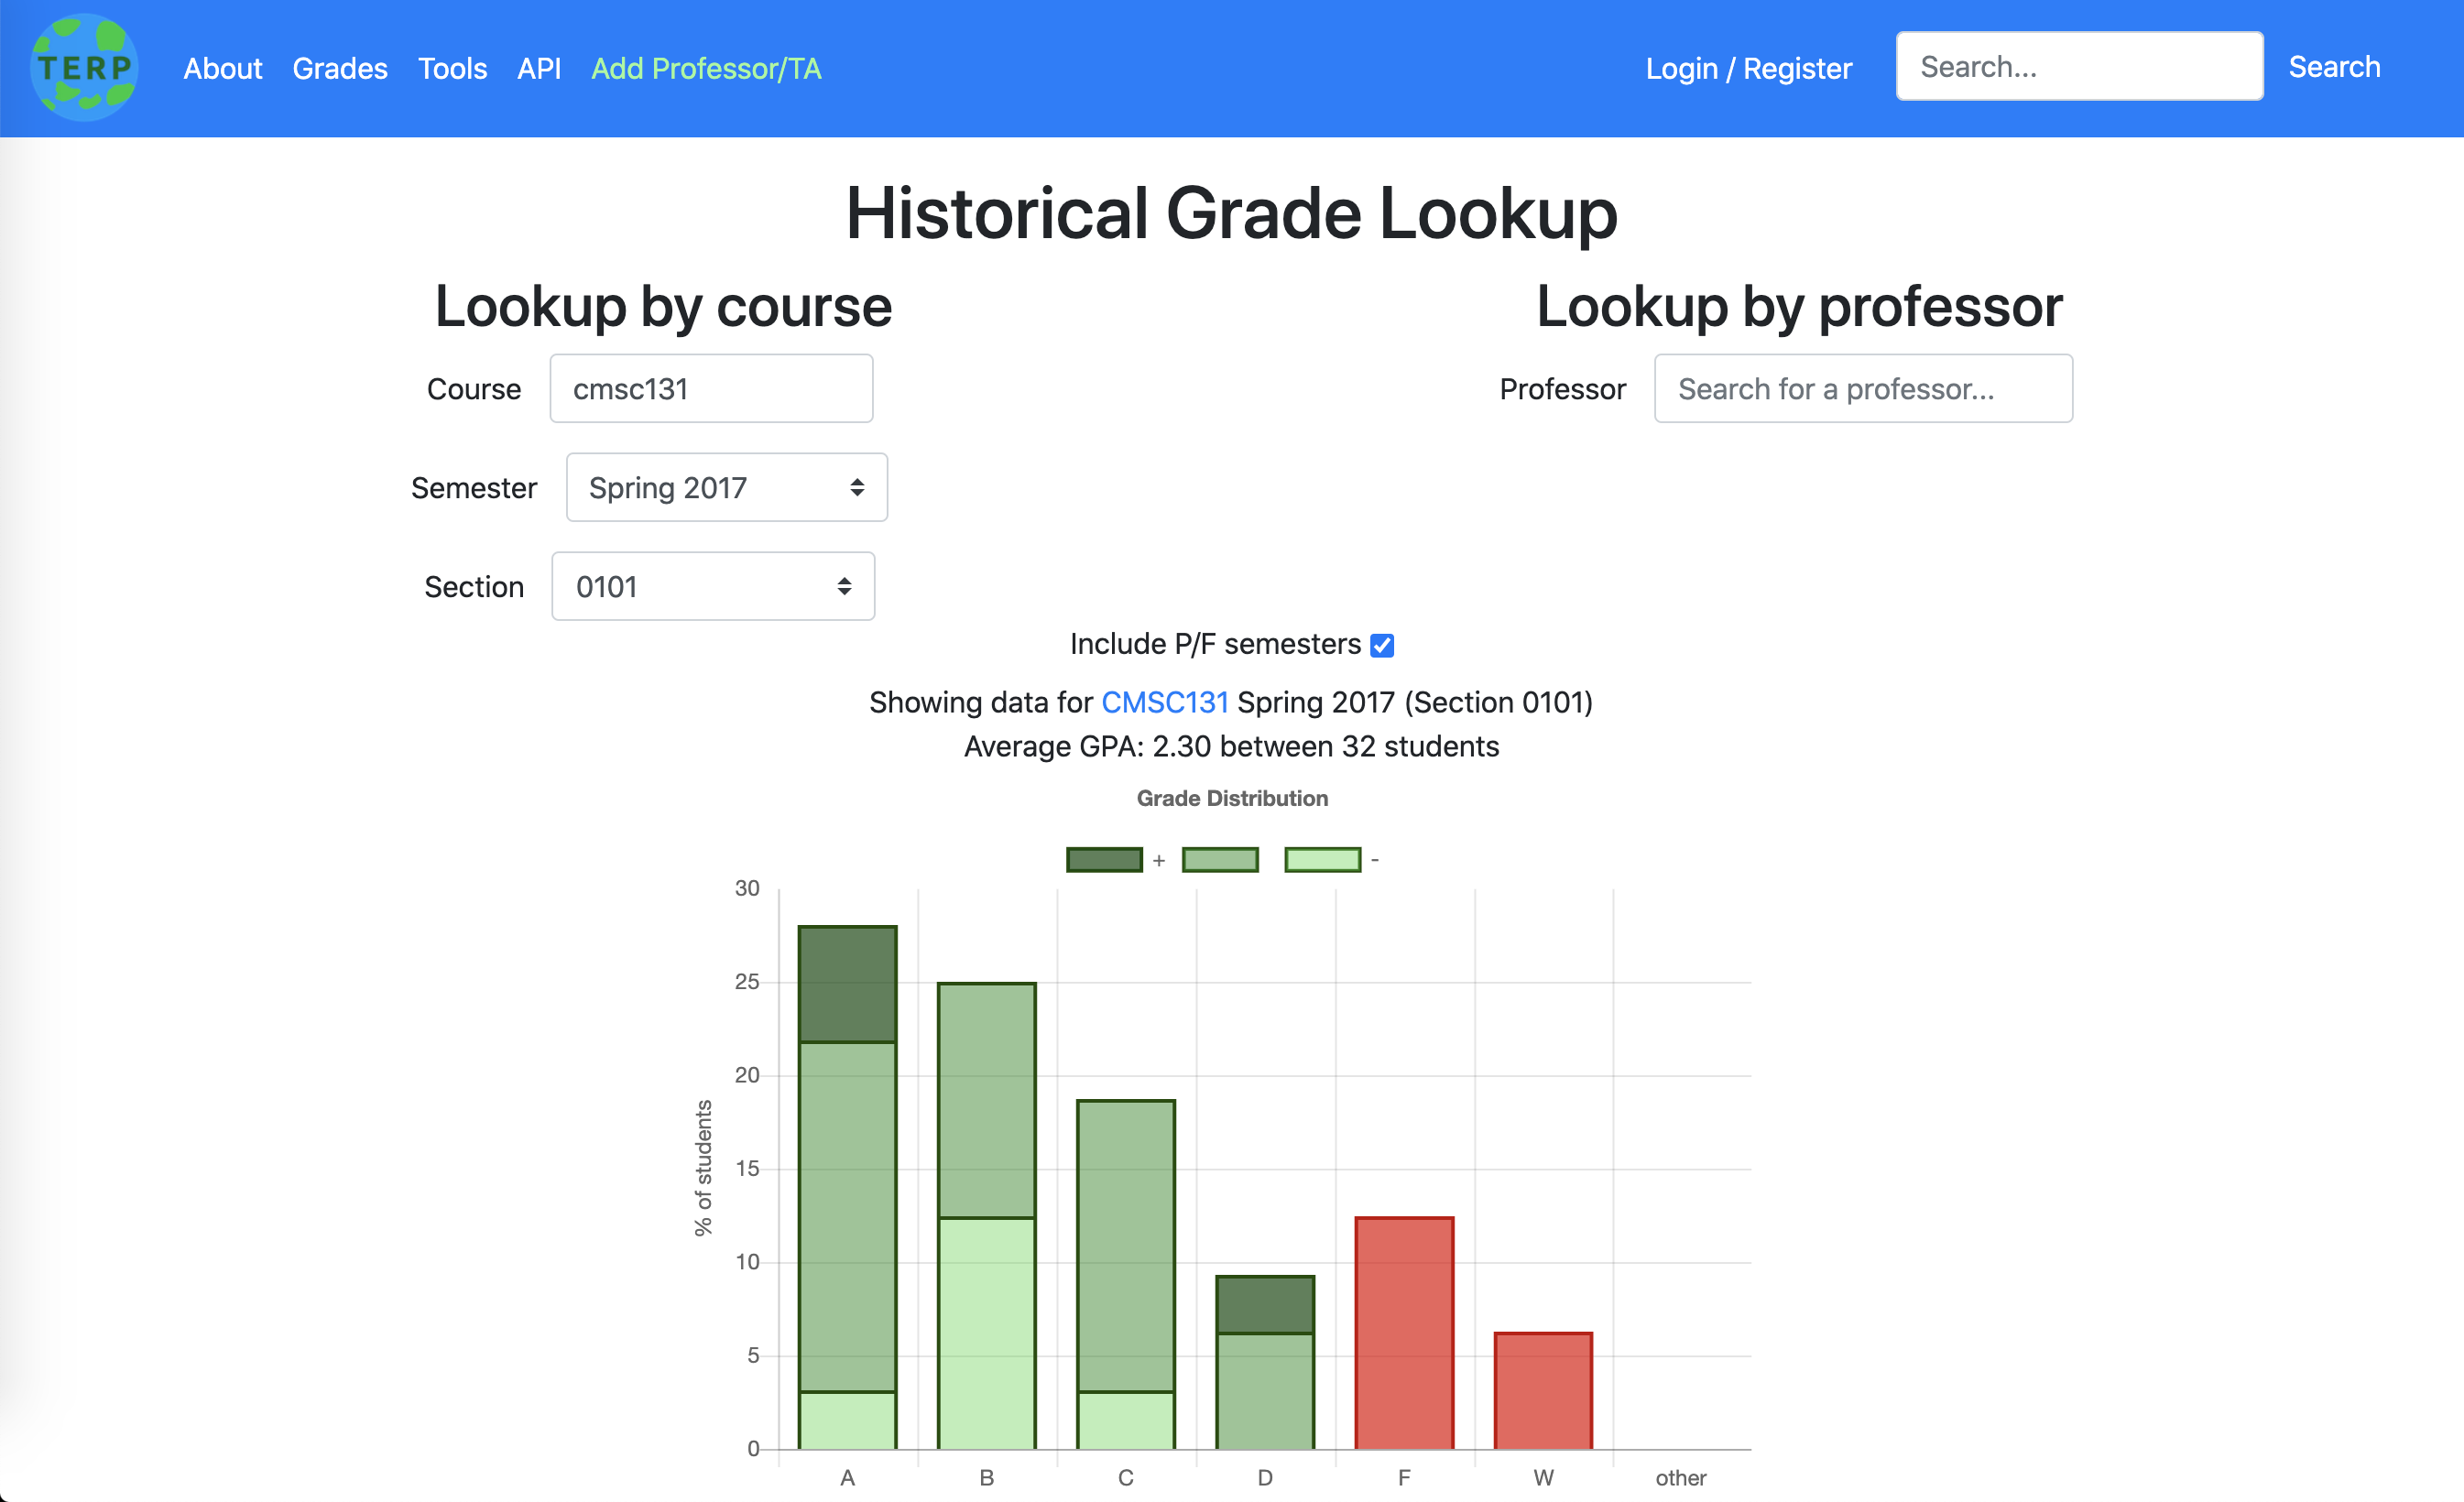 TERP
About Grades Tools API Add Professor/TA Login / Register Search... Search
Historical Grade Lookup
Lookup by course
Course cmsc131
Semester Spring 2017
Section 0101
Lookup by professor
Professor Search for a professor...
Include P/F semesters
Showing data for CMSC131 Spring 2017 (Section 0101)
Average GPA: 2.30 between 32 students
Grade Distribution
+ -
% of students
30
25
20
15
10
5
0
A B C D F W other